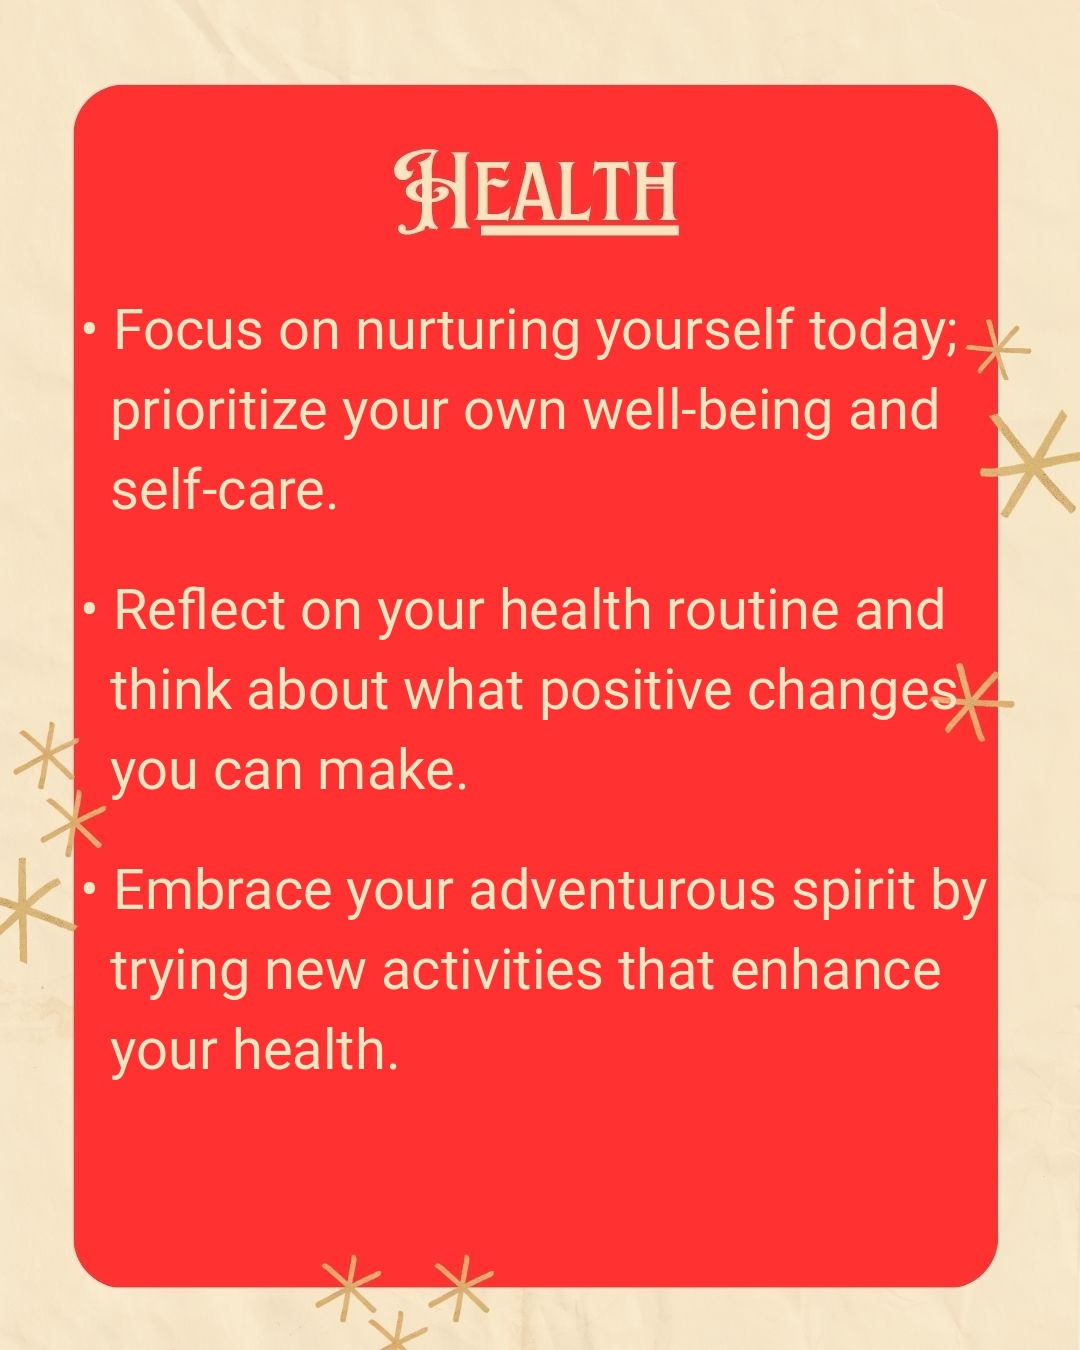 Health
• Focus on nurturing yourself today;
prioritize your own well-being and
self-care.
• Reflect on your health routine and
think about what positive changes
you can make.
• Embrace your adventurous spirit by
trying new activities that enhance
your health.